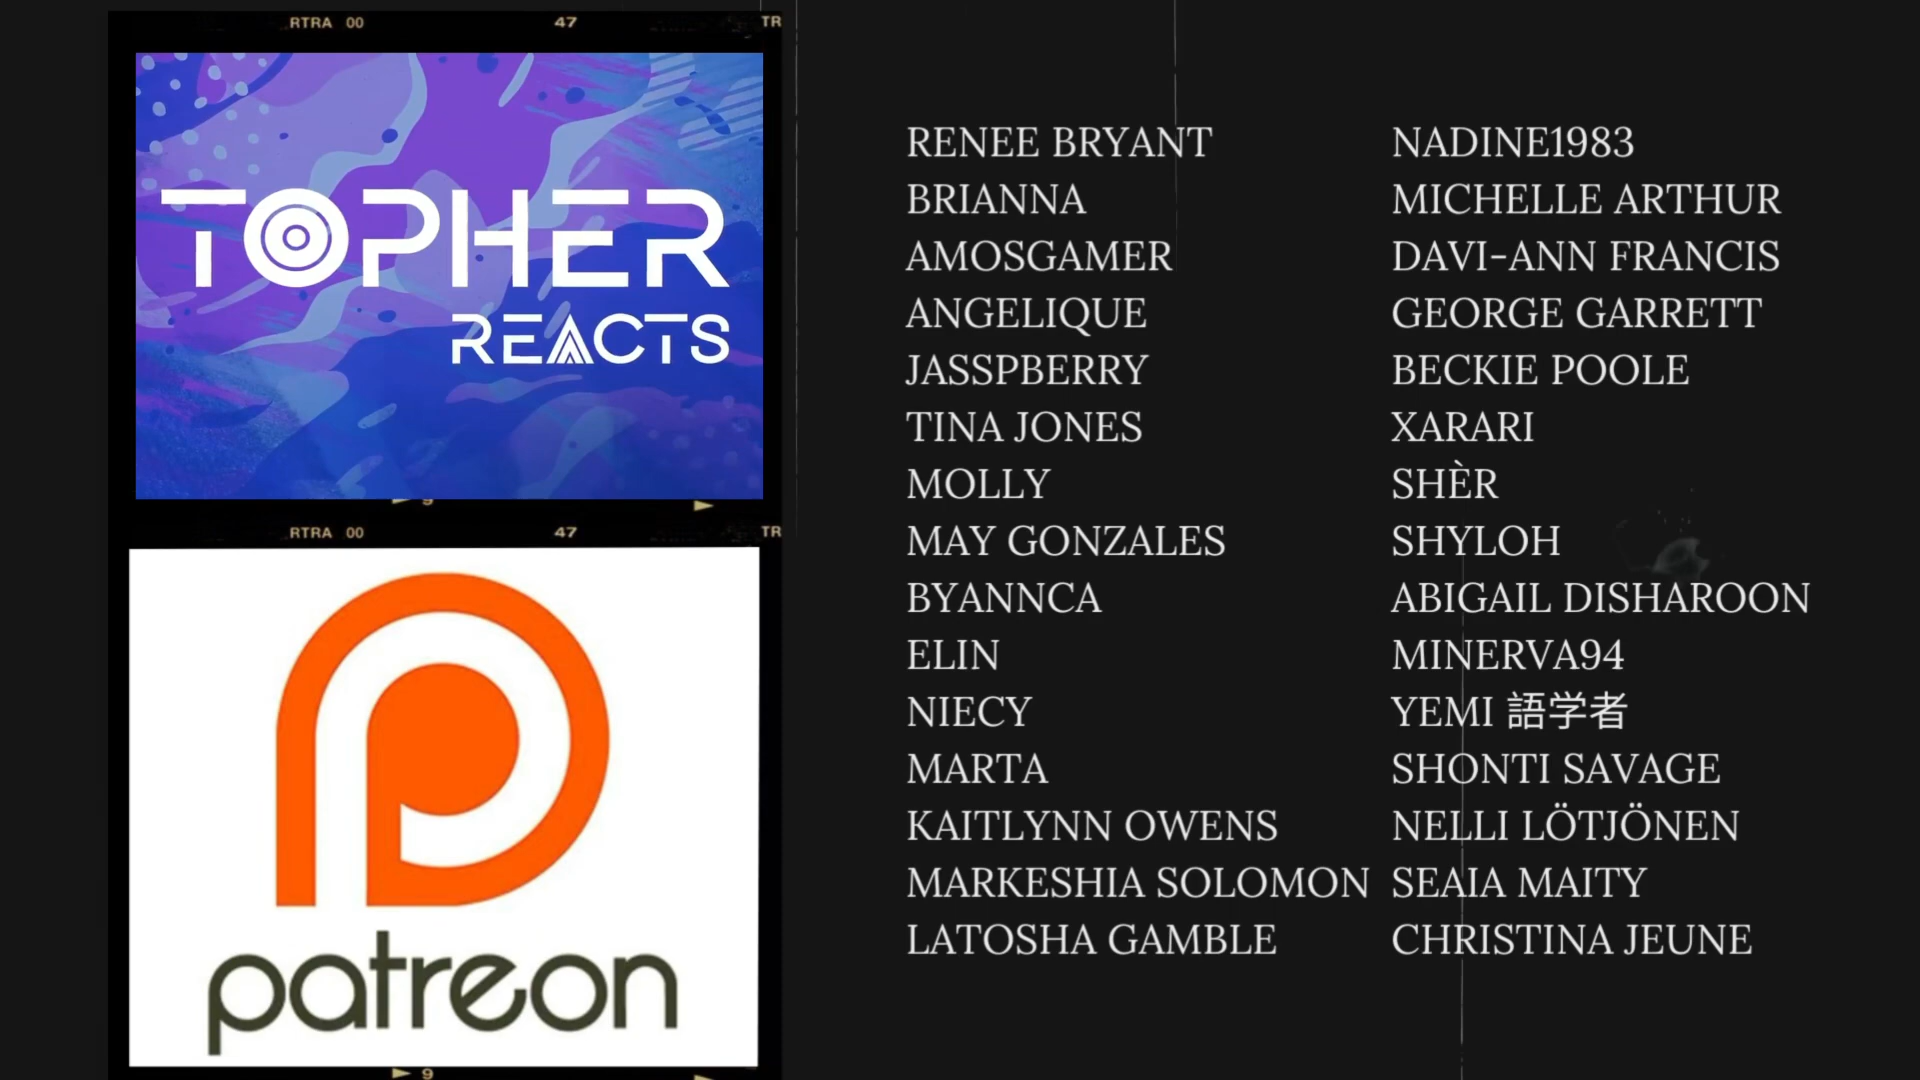 RTRA 00
47
TR
TOPHER
REACTS
9
RTRA 00
47
TR
patreon
9
RENEE BRYANT
BRIANNA
AMOSGAMER
ANGELIQUE
JASSPBERRY
TINA JONES
MOLLY
MAY GONZALES
BYANNCA
ELIN
NIECY
MARTA
KAITLYNN OWENS
MARKESHIA SOLOMON
LATOSHA GAMBLE
NADINE1983
MICHELLE ARTHUR
DAVI-ANN FRANCIS
GEORGE GARRETT
BECKIE POOLE
XARARI
SHÈR
SHYLOH
ABIGAIL DISHAROON
MINERVA94
YEMI 語学者
SHONTI SAVAGE
NELLI LÖTJÖNEN
SEAIA MAITY
CHRISTINA JEUNE